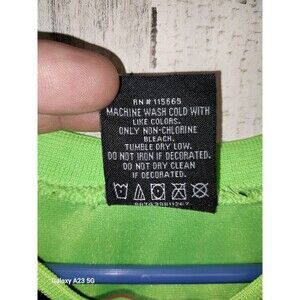 RN # 115665
MACHINE WASH COLD WITH
LIKE COLORS.
ONLY NON-CHLORINE
BLEACH.
TUMBLE DRY LOW.
DO NOT IRON IF DECORATED.
DO NOT DRY CLEAN
IF DECORATED.
Galaxy A23 5G